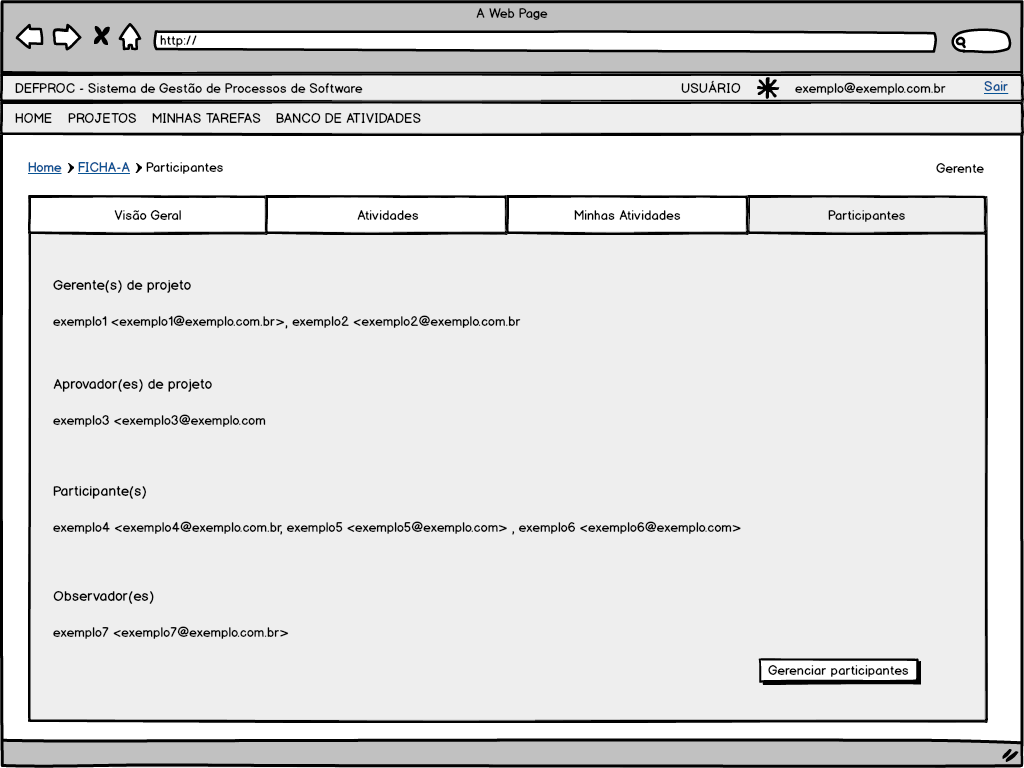 A Web Page
http://
DEFPROC - Sistema de Gestão de Processos de Software USUÁRIO exemplo@exemplo.com.br Sair
HOME PROJETOS MINHAS TAREFAS BANCO DE ATIVIDADES
Home FICHA-A Participantes Gerente
Visão Geral Atividades Minhas Atividades Participantes
Gerente(s) de projeto
exemplo1 <exemplo1@exemplo.com.br>, exemplo2 <exemplo2@exemplo.com.br
Aprovador(es) de projeto
exemplo3 <exemplo3@exemplo.com
Participante(s)
exemplo4 <exemplo4@exemplo.com.br, exemplo5 <exemplo5@exemplo.com> , exemplo6 <exemplo6@exemplo.com>
Observador(es)
exemplo7 <exemplo7@exemplo.com.br>
Gerenciar participantes